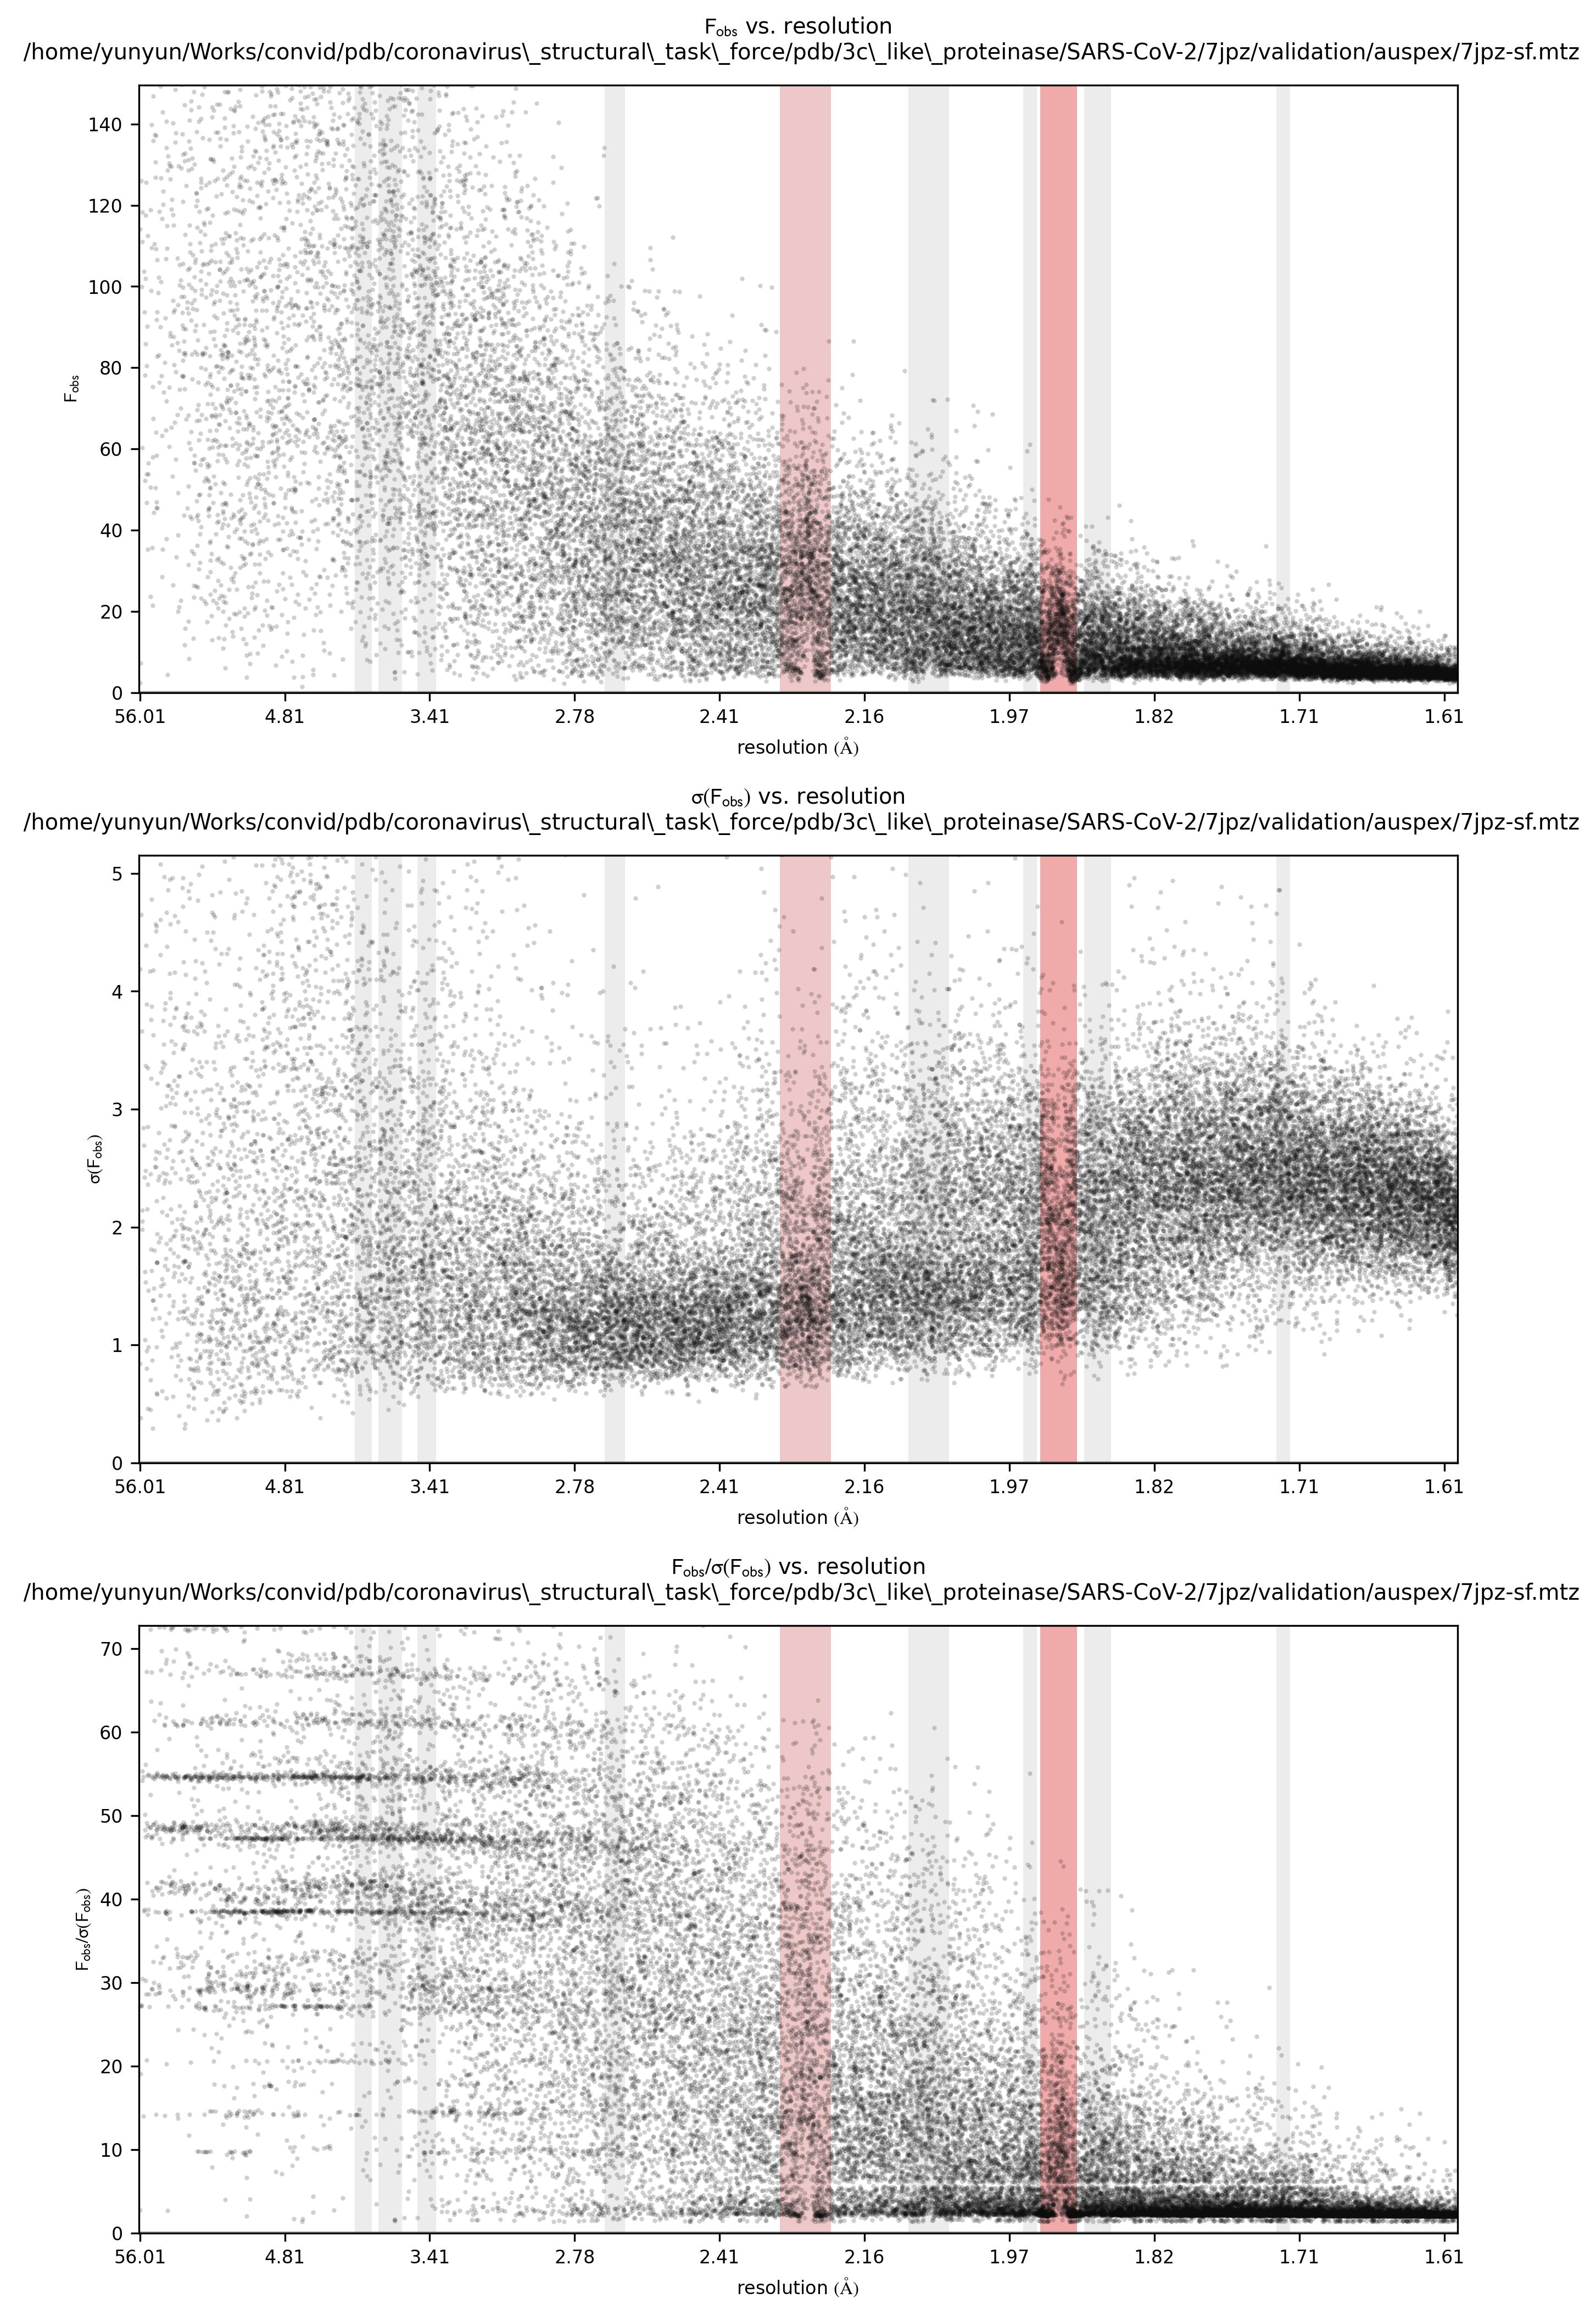 Fobs vs. resolution
/home/yunyun/Works/convid/pdb/coronavirus\_structural\_task\_force/pdb/3c\_like\_proteinase/SARS-CoV-2/7jpz/validation/auspex/7jpz-sf.mtz
140
120
100
80
60
40
20
0
Fobs
56.01 4.81 3.41 2.78 2.41 2.16 1.97 1.82 1.71 1.61
resolution (Å)
σ(Fobs) vs. resolution
/home/yunyun/Works/convid/pdb/coronavirus\_structural\_task\_force/pdb/3c\_like\_proteinase/SARS-CoV-2/7jpz/validation/auspex/7jpz-sf.mtz
5
4
3
2
1
0
σ(Fobs)
56.01 4.81 3.41 2.78 2.41 2.16 1.97 1.82 1.71 1.61
resolution (Å)
Fobs/σ(Fobs) vs. resolution
/home/yunyun/Works/convid/pdb/coronavirus\_structural\_task\_force/pdb/3c\_like\_proteinase/SARS-CoV-2/7jpz/validation/auspex/7jpz-sf.mtz
70
60
50
40
30
20
10
0
Fobs/σ(Fobs)
56.01 4.81 3.41 2.78 2.41 2.16 1.97 1.82 1.71 1.61
resolution (Å)